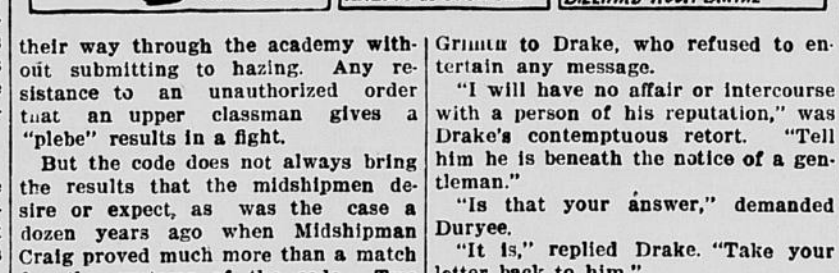 their way through the academy with-
out submitting to hazing. Any re-
sistance to an unauthorized order
that an upper classman gives a
"plebe" results in a fight.
But the code does not always bring
the results that the midshipmen de-
sire or expect, as was the case a
dozen years ago when Midshipman
Craig proved much more than a match
to Drake, who refused to en-
tertain any message.
"I will have no affair or intercourse
with a person of his reputation," was
Drake's contemptuous retort. "Tell
him he is beneath the notice of a gen-
tleman."
"Is that your answer," demanded
Duryee.
"It is," replied Drake. "Take your
letter back to him."